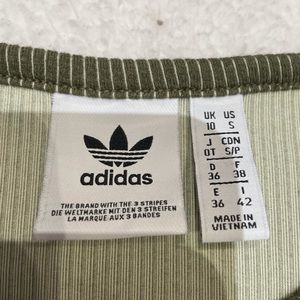 adidas
THE BRAND WITH THE 3 STRIPES
DIE WELTMARKE MIT DEN 3 STREIFEN
LA MARQUE AUX 3 BANDES
UK US
10 S
J CDN
OT S/P
D F
36 38
E I
36 42
MADE IN
VIETNAM